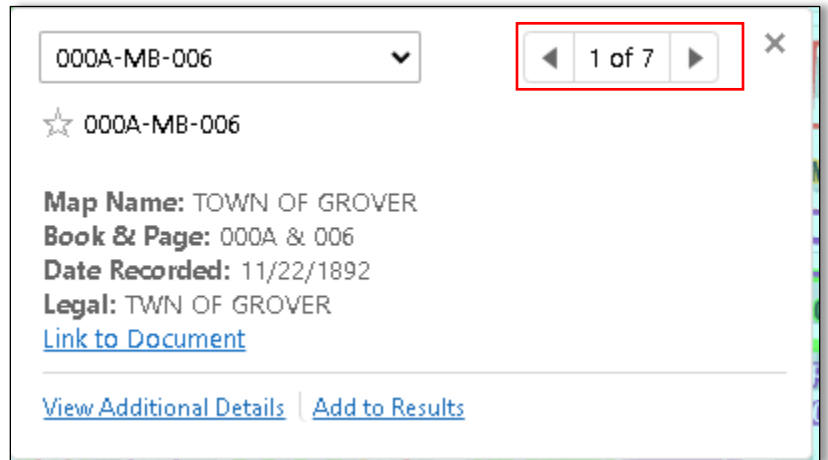 000A-MB-006
1 of 7
000A-MB-006
Map Name: TOWN OF GROVER
Book & Page: 000A & 006
Date Recorded: 11/22/1892
Legal: TWN OF GROVER
Link to Document
View Additional Details | Add to Results